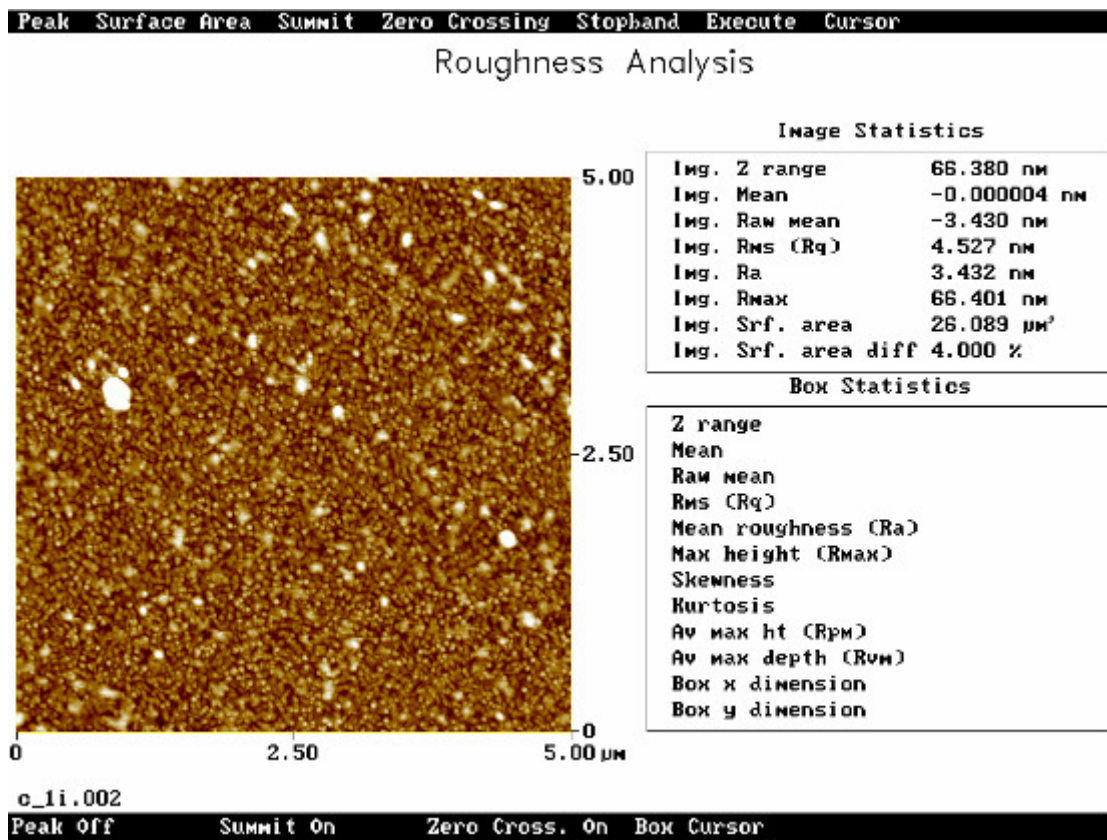 Peak Surface Area Summit Zero Crossing Stopband Execute Cursor
Roughness Analysis
Image Statistics
Img. Z range 66.380 nm
Img. Mean -0.000004 nm
Img. Raw mean -3.430 nm
Img. Rms (Rq) 4.527 nm
Img. Ra 3.432 nm
Img. Rmax 66.401 nm
Img. Srf. area 26.089 µm²
Img. Srf. area diff 4.000 %
Box Statistics
Z range
Mean
Raw mean
Rms (Rq)
Mean roughness (Ra)
Max height (Rmax)
Skewness
Kurtosis
Av max ht (Rpm)
Av max depth (Rvm)
Box x dimension
Box y dimension
5.00
2.50
0
0 2.50 5.00 µm
c_1i.002
Peak Off Summit On Zero Cross. On Box Cursor